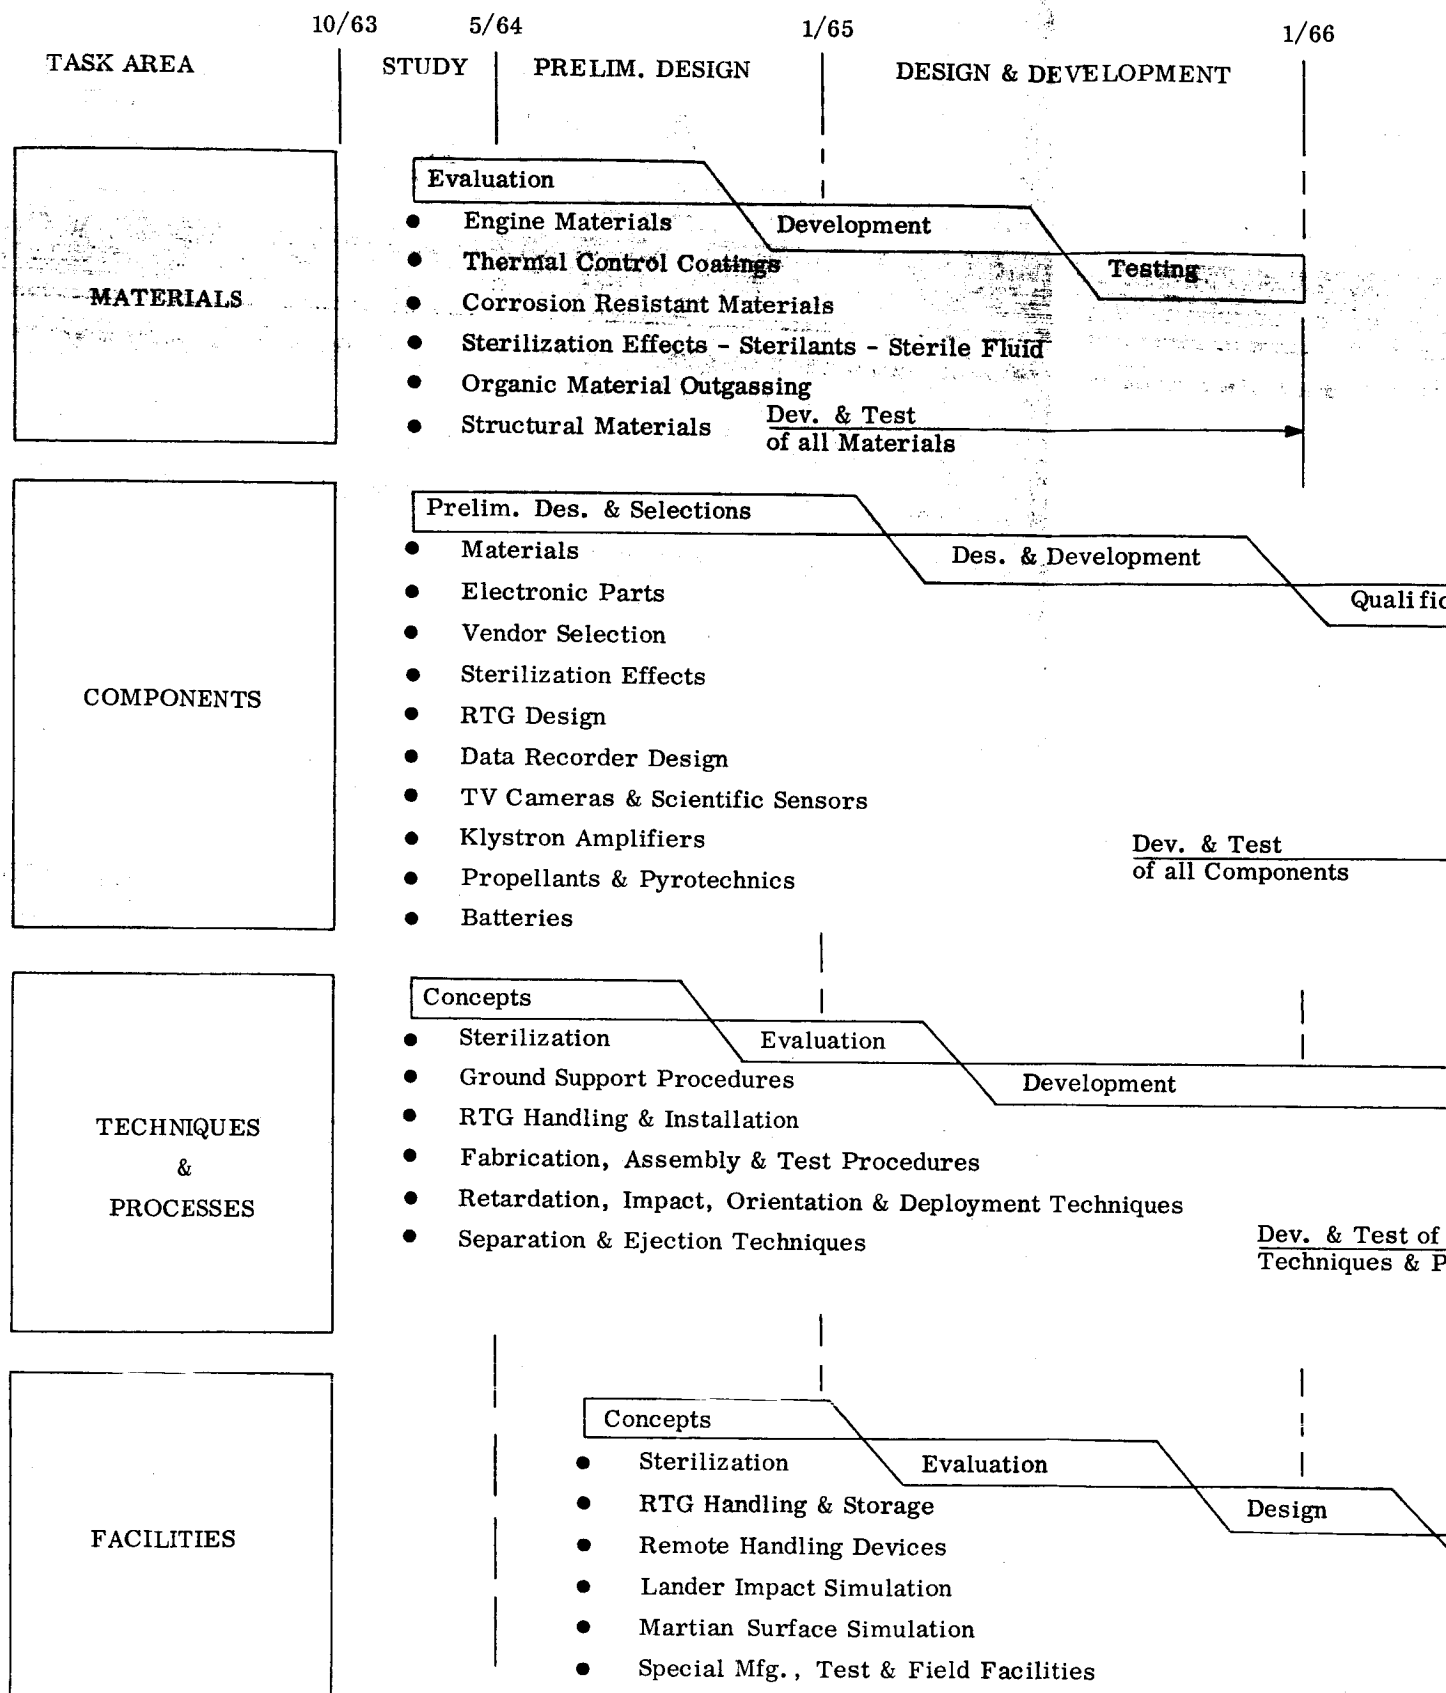 10/63 5/64 1/65 1/66
TASK AREA STUDY PRELIM. DESIGN DESIGN & DEVELOPMENT
MATERIALS
Evaluation
Development
Testing
• Engine Materials
• Thermal Control Coatings
• Corrosion Resistant Materials
• Sterilization Effects - Sterilants - Sterile Fluid
• Organic Material Outgassing
• Structural Materials
Dev. & Test
of all Materials
COMPONENTS
Prelim. Des. & Selections
Des. & Development
Qualific
• Materials
• Electronic Parts
• Vendor Selection
• Sterilization Effects
• RTG Design
• Data Recorder Design
• TV Cameras & Scientific Sensors
• Klystron Amplifiers
• Propellants & Pyrotechnics
• Batteries
Dev. & Test
of all Components
TECHNIQUES
&
PROCESSES
Concepts
Evaluation
Development
• Sterilization
• Ground Support Procedures
• RTG Handling & Installation
• Fabrication, Assembly & Test Procedures
• Retardation, Impact, Orientation & Deployment Techniques
• Separation & Ejection Techniques
Dev. & Test of
Techniques & P
FACILITIES
Concepts
Evaluation
Design
• Sterilization
• RTG Handling & Storage
• Remote Handling Devices
• Lander Impact Simulation
• Martian Surface Simulation
• Special Mfg., Test & Field Facilities